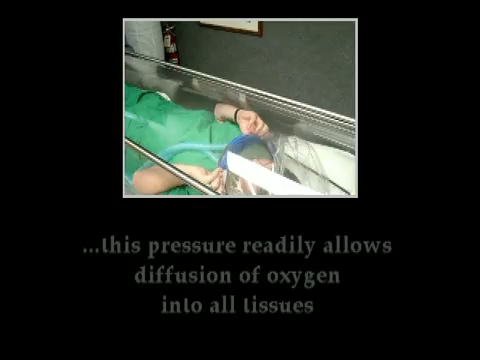 ...this pressure readily allows
diffusion of oxygen
into all tissues